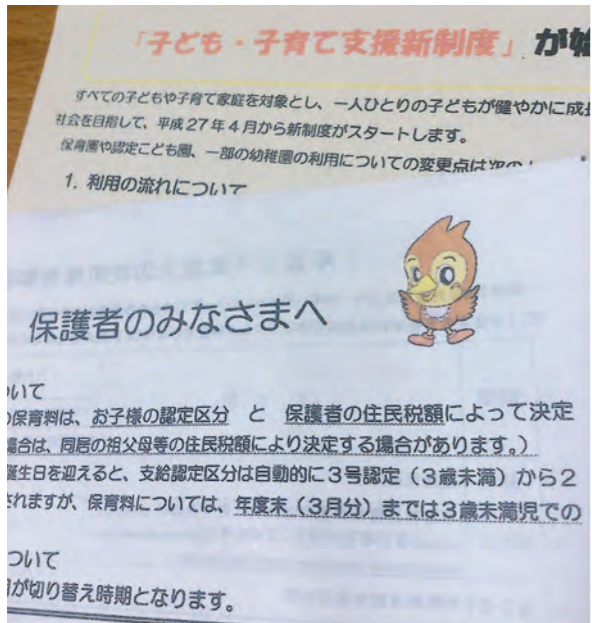 「子ども・子育て支援新制度」が始
すべての子どもや子育て家庭を対象とし、一人ひとりの子どもが健やかに成長
社会を目指して、平成27年4月から新制度がスタートします。
保育園や認定こども園、一部の幼稚園の利用についての変更点は次の
1. 利用の流れについて
保護者のみなさまへ
ついて
の保育料は、お子様の認定区分 と 保護者の住民税額によって決定
場合は、同居の祖父母等の住民税額により決定する場合があります。）
誕生日を迎えると、支給認定区分は自動的に3号認定（3歳未満）から2
されますが、保育料については、年度末（3月分）までは3歳未満児での
ついて
月が切り替え時期となります。